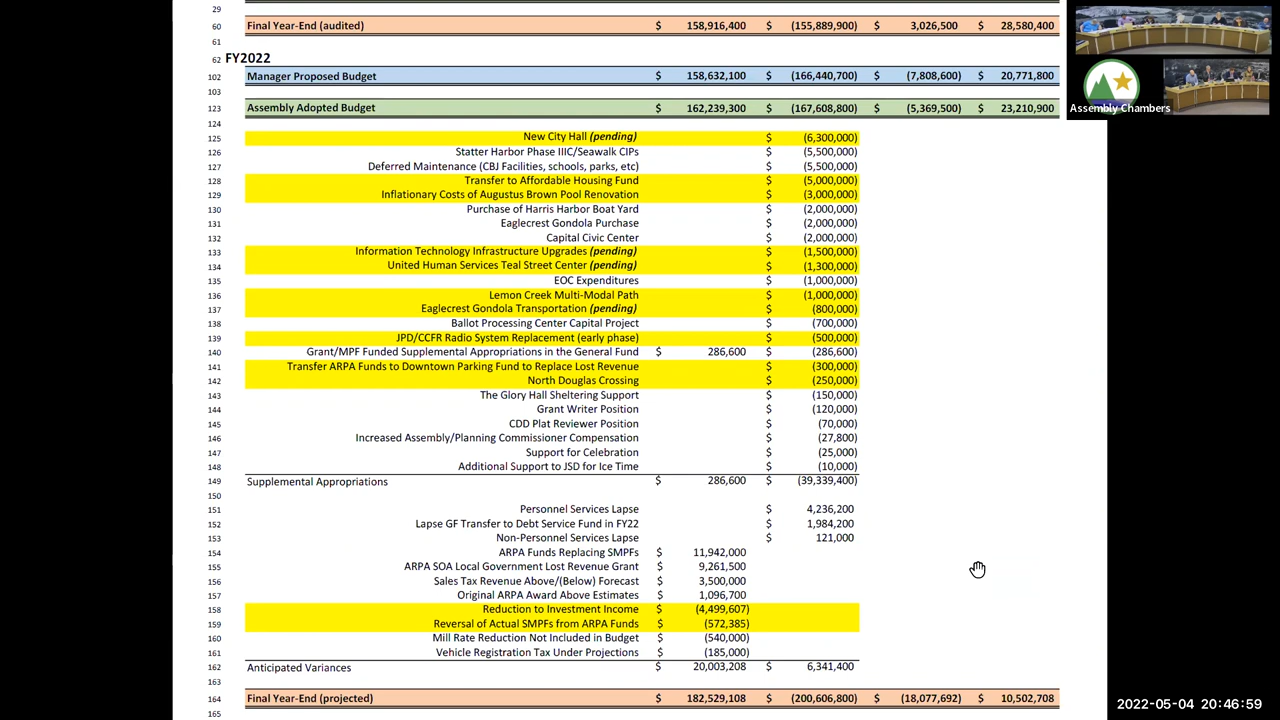 29
60 Final Year-End (audited) $ 158,916,400 $ (155,889,900) $ 3,026,500 $ 28,580,400
61
62 FY2022
102 Manager Proposed Budget $ 158,632,100 $ (166,440,700) $ (7,808,600) $ 20,771,800
103
123 Assembly Adopted Budget $ 162,239,300 $ (167,608,800) $ (5,369,500) $ 23,210,900
124
125 New City Hall (pending) $ (6,300,000)
126 Statter Harbor Phase IIIC/Seawalk CIPs $ (5,500,000)
127 Deferred Maintenance (CBJ Facilities, schools, parks, etc) $ (5,500,000)
128 Transfer to Affordable Housing Fund $ (5,000,000)
129 Inflationary Costs of Augustus Brown Pool Renovation $ (3,000,000)
130 Purchase of Harris Harbor Boat Yard $ (2,000,000)
131 Eaglecrest Gondola Purchase $ (2,000,000)
132 Capital Civic Center $ (2,000,000)
133 Information Technology Infrastructure Upgrades (pending) $ (1,500,000)
134 United Human Services Teal Street Center (pending) $ (1,300,000)
135 EOC Expenditures $ (1,000,000)
136 Lemon Creek Multi-Modal Path $ (1,000,000)
137 Eaglecrest Gondola Transportation (pending) $ (800,000)
138 Ballot Processing Center Capital Project $ (700,000)
139 JPD/CCFR Radio System Replacement (early phase) $ (500,000)
140 Grant/MPF Funded Supplemental Appropriations in the General Fund $ 286,600 $ (286,600)
141 Transfer ARPA Funds to Downtown Parking Fund to Replace Lost Revenue $ (300,000)
142 North Douglas Crossing $ (250,000)
143 The Glory Hall Sheltering Support $ (150,000)
144 Grant Writer Position $ (120,000)
145 CDD Plat Reviewer Position $ (70,000)
146 Increased Assembly/Planning Commissioner Compensation $ (27,800)
147 Support for Celebration $ (25,000)
148 Additional Support to JSD for Ice Time $ (10,000)
149 Supplemental Appropriations $ 286,600 $ (39,339,400)
150
151 Personnel Services Lapse $ 4,236,200
152 Lapse GF Transfer to Debt Service Fund in FY22 $ 1,984,200
153 Non-Personnel Services Lapse $ 121,000
154 ARPA Funds Replacing SMPFs $ 11,942,000
155 ARPA SOA Local Government Lost Revenue Grant $ 9,261,500
156 Sales Tax Revenue Above/(Below) Forecast $ 3,500,000
157 Original ARPA Award Above Estimates $ 1,096,700
158 Reduction to Investment Income $ (4,499,607)
159 Reversal of Actual SMPFs from ARPA Funds $ (572,385)
160 Mill Rate Reduction Not Included in Budget $ (540,000)
161 Vehicle Registration Tax Under Projections $ (185,000)
162 Anticipated Variances $ 20,003,208 $ 6,341,400
163
164 Final Year-End (projected) $ 182,529,108 $ (200,606,800) $ (18,077,692) $ 10,502,708
165
Assembly Chambers
2022-05-04 20:46:59